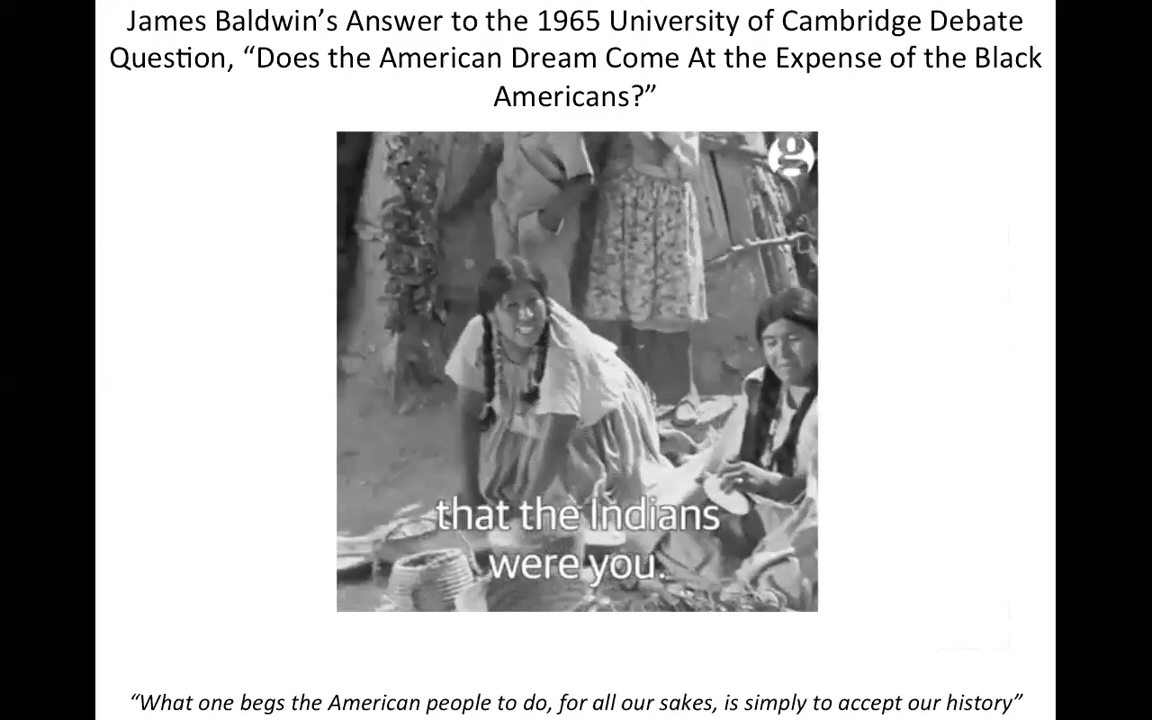 James Baldwin’s Answer to the 1965 University of Cambridge Debate
Question, “Does the American Dream Come At the Expense of the Black
Americans?”
g
that the Indians
were you.
“What one begs the American people to do, for all our sakes, is simply to accept our history”